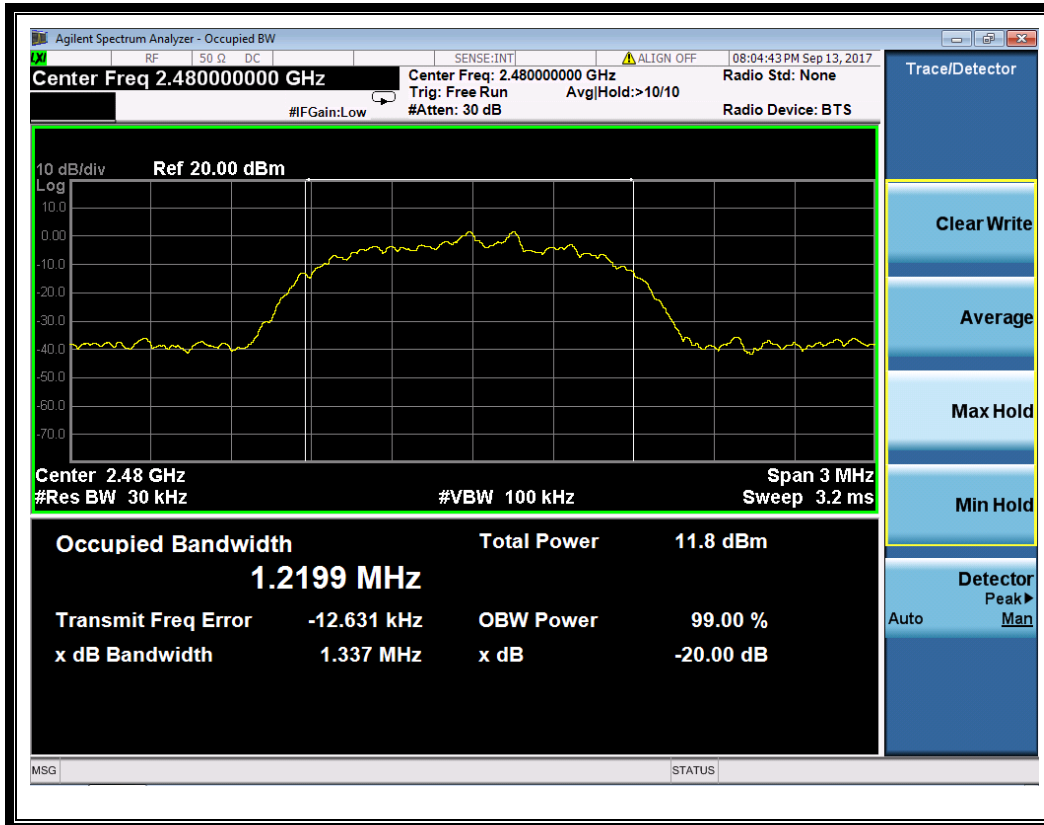 Agilent Spectrum Analyzer - Occupied BW
LXI RF 50 Ω DC SENSE:INT ALIGN OFF 08:04:43 PM Sep 13, 2017
Center Freq 2.480000000 GHz
#IFGain:Low
Center Freq: 2.480000000 GHz
Trig: Free Run Avg|Hold:>10/10
#Atten: 30 dB
Radio Std: None
Radio Device: BTS
10 dB/div Ref 20.00 dBm
Log
10.0
0.00
-10.0
-20.0
-30.0
-40.0
-50.0
-60.0
-70.0
Center 2.48 GHz Span 3 MHz
#Res BW 30 kHz #VBW 100 kHz Sweep 3.2 ms
Occupied Bandwidth Total Power 11.8 dBm
1.2199 MHz
Transmit Freq Error -12.631 kHz OBW Power 99.00 %
x dB Bandwidth 1.337 MHz x dB -20.00 dB
Trace/Detector
Clear Write
Average
Max Hold
Min Hold
Detector
Peak▶
Auto Man
MSG STATUS